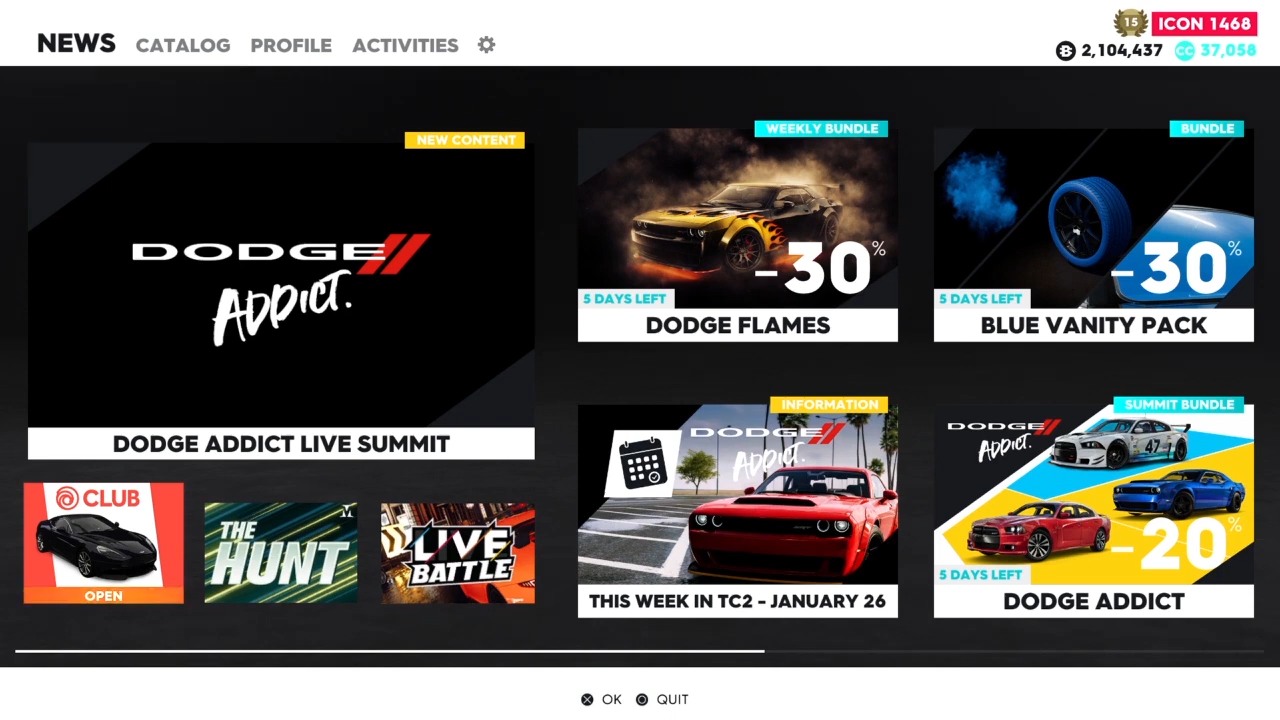 NEWS CATALOG PROFILE ACTIVITIES
15 ICON 1468
2,104,437 CC 37,058
NEW CONTENT
DODGE
ADDICT.
DODGE ADDICT LIVE SUMMIT
CLUB
OPEN
THE
HUNT
LIVE
BATTLE
WEEKLY BUNDLE
-30%
5 DAYS LEFT
DODGE FLAMES
BUNDLE
-30%
5 DAYS LEFT
BLUE VANITY PACK
INFORMATION
DODGE
ADDICT.
THIS WEEK IN TC2 - JANUARY 26
SUMMIT BUNDLE
DODGE
ADDICT.
47
-20%
5 DAYS LEFT
DODGE ADDICT
OK QUIT